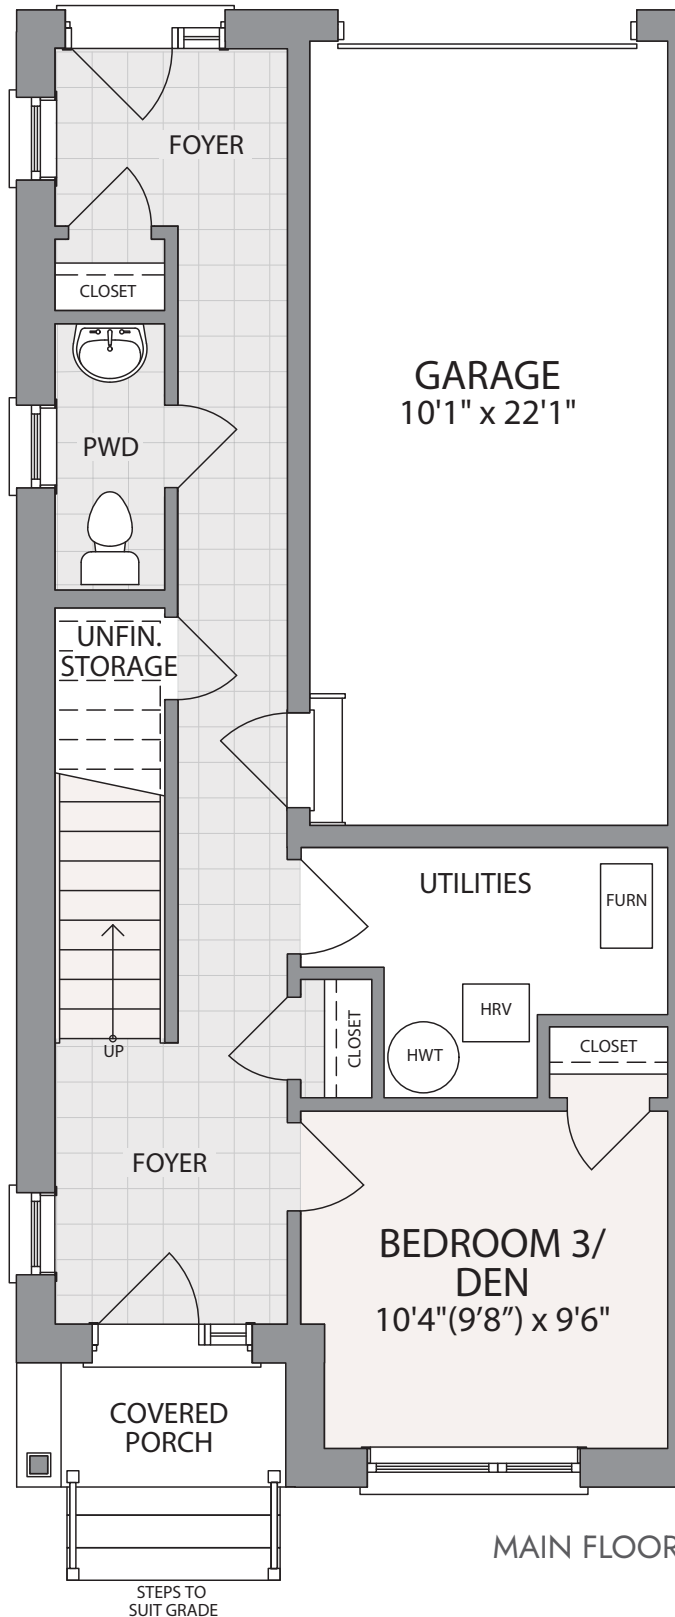 FOYER
CLOSET
GARAGE
10'1" x 22'1"
PWD
UNFIN.
STORAGE
UTILITIES
FURN
HRV
CLOSET
HWT
CLOSET
UP
FOYER
BEDROOM 3/
DEN
10'4"(9’8”) x 9'6"
COVERED
PORCH
MAIN FLOOR
STEPS TO
SUIT GRADE